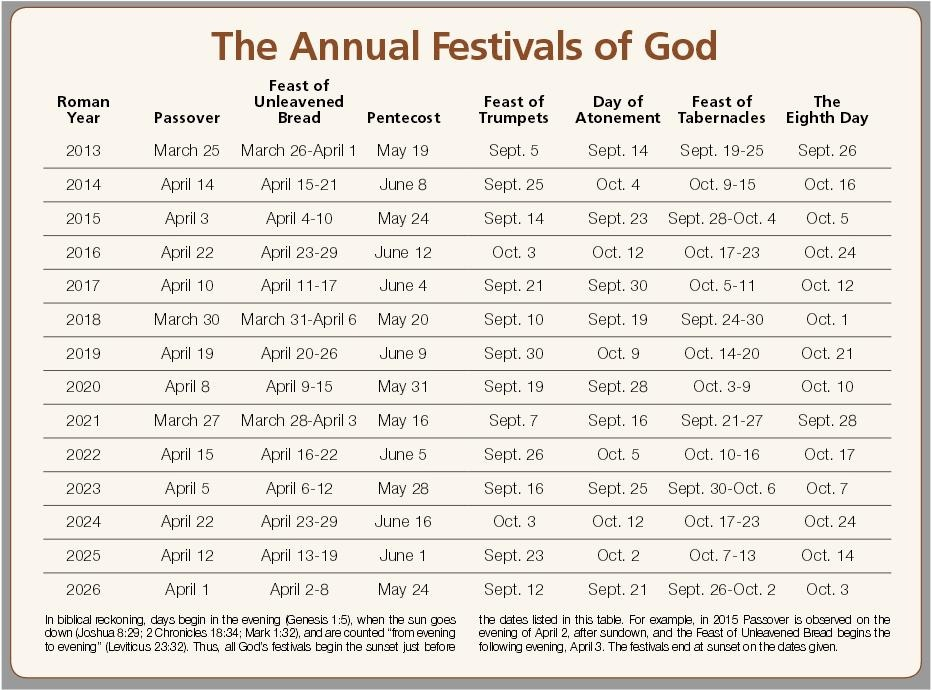 The Annual Festivals of God
Roman Year Passover Feast of Unleavened Bread Pentecost Feast of Trumpets Day of Atonement Feast of Tabernacles The Eighth Day
2013 March 25 March 26-April 1 May 19 Sept. 5 Sept. 14 Sept. 19-25 Sept. 26
2014 April 14 April 15-21 June 8 Sept. 25 Oct. 4 Oct. 9-15 Oct. 16
2015 April 3 April 4-10 May 24 Sept. 14 Sept. 23 Sept. 28-Oct. 4 Oct. 5
2016 April 22 April 23-29 June 12 Oct. 3 Oct. 12 Oct. 17-23 Oct. 24
2017 April 10 April 11-17 June 4 Sept. 21 Sept. 30 Oct. 5-11 Oct. 12
2018 March 30 March 31-April 6 May 20 Sept. 10 Sept. 19 Sept. 24-30 Oct. 1
2019 April 19 April 20-26 June 9 Sept. 30 Oct. 9 Oct. 14-20 Oct. 21
2020 April 8 April 9-15 May 31 Sept. 19 Sept. 28 Oct. 3-9 Oct. 10
2021 March 27 March 28-April 3 May 16 Sept. 7 Sept. 16 Sept. 21-27 Sept. 28
2022 April 15 April 16-22 June 5 Sept. 26 Oct. 5 Oct. 10-16 Oct. 17
2023 April 5 April 6-12 May 28 Sept. 16 Sept. 25 Sept. 30-Oct. 6 Oct. 7
2024 April 22 April 23-29 June 16 Oct. 3 Oct. 12 Oct. 17-23 Oct. 24
2025 April 12 April 13-19 June 1 Sept. 23 Oct. 2 Oct. 7-13 Oct. 14
2026 April 1 April 2-8 May 24 Sept. 12 Sept. 21 Sept. 26-Oct. 2 Oct. 3
In biblical reckoning, days begin in the evening (Genesis 1:5), when the sun goes
down (Joshua 8:29; 2 Chronicles 18:34; Mark 1:32), and are counted “from evening
to evening” (Leviticus 23:32). Thus, all God’s festivals begin the sunset just before
the dates listed in this table. For example, in 2015 Passover is observed on the
evening of April 2, after sundown, and the Feast of Unleavened Bread begins the
following evening, April 3. The festivals end at sunset on the dates given.